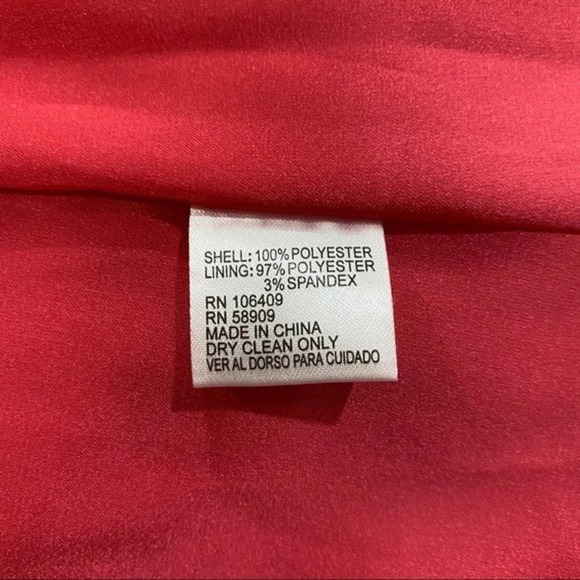 SHELL: 100% POLYESTER
LINING: 97% POLYESTER
3% SPANDEX
RN 106409
RN 58909
MADE IN CHINA
DRY CLEAN ONLY
VER AL DORSO PARA CUIDADO